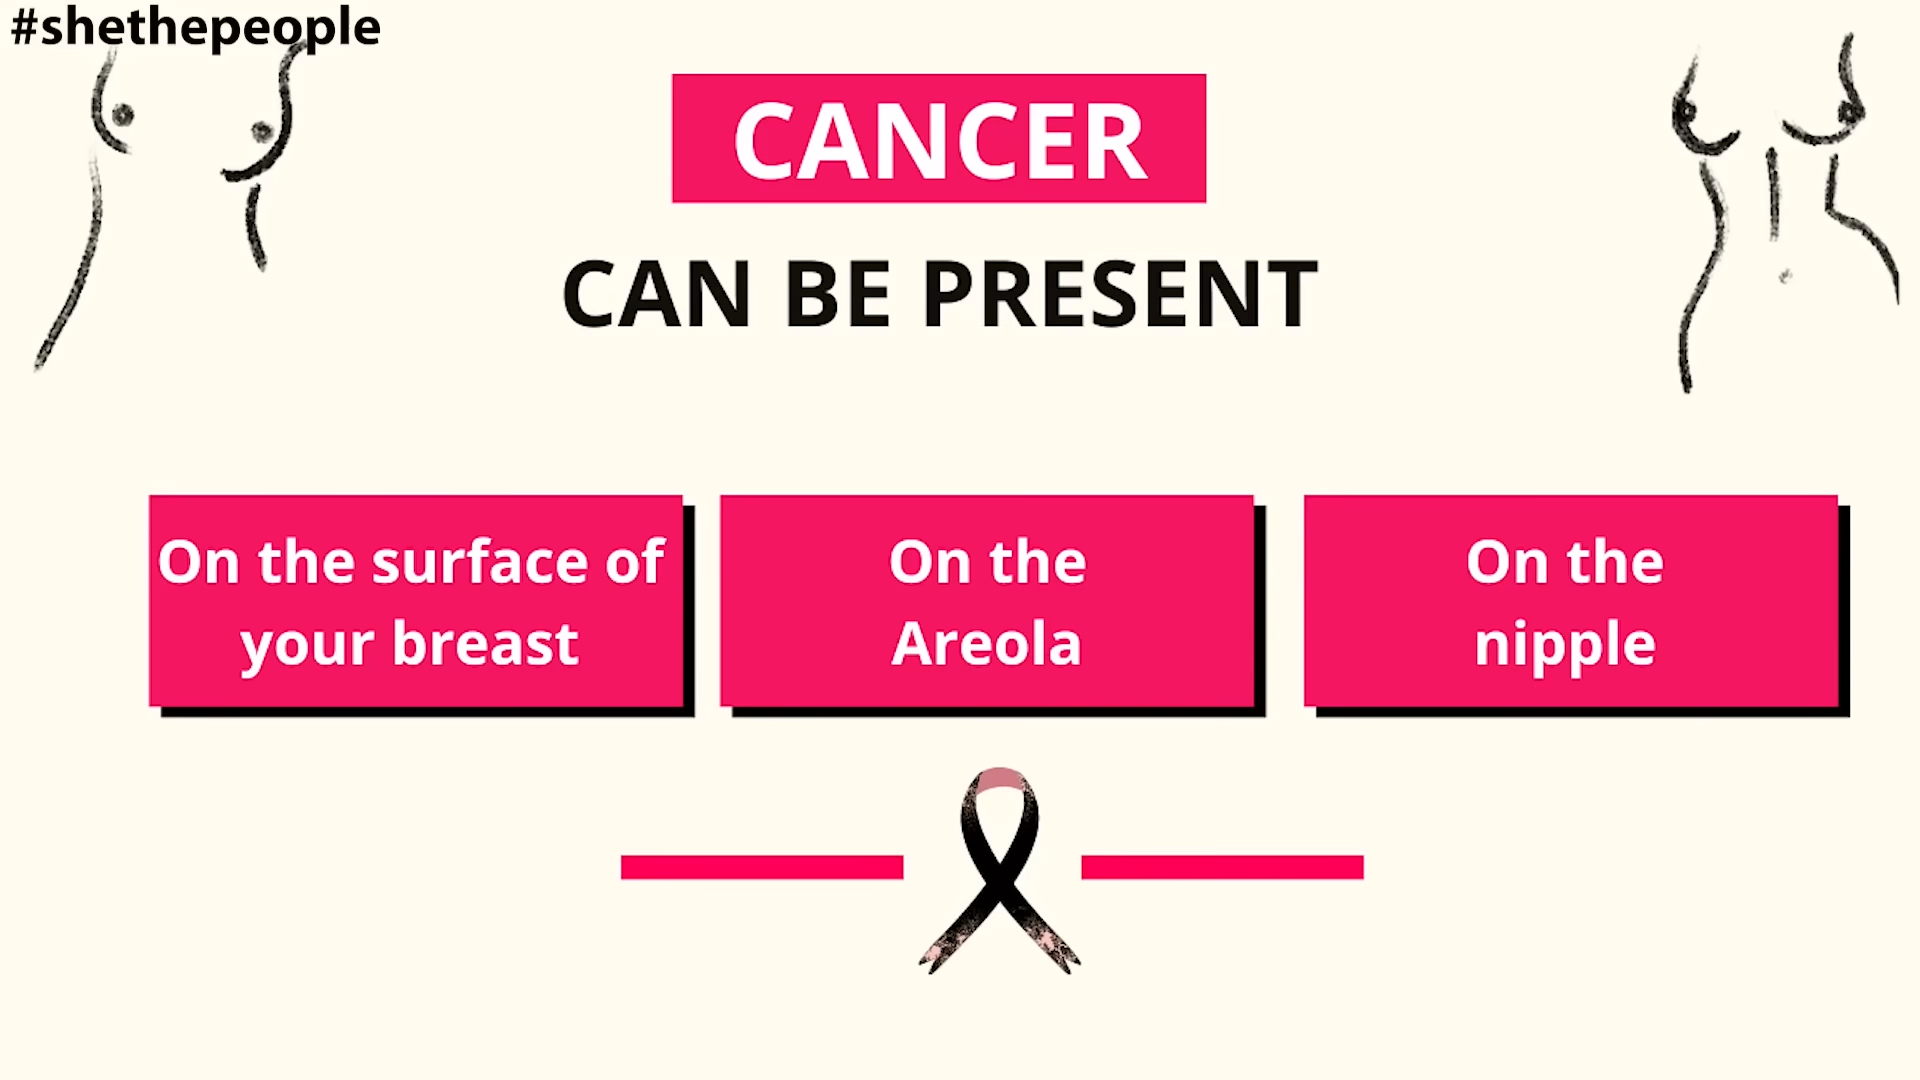 #shethepeople
CANCER
CAN BE PRESENT
On the surface of
your breast
On the
Areola
On the
nipple